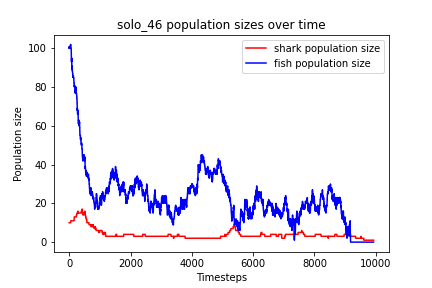 solo_46 population sizes over time
shark population size
fish population size
Population size
100
80
60
40
20
0
0 2000 4000 6000 8000 10000
Timesteps